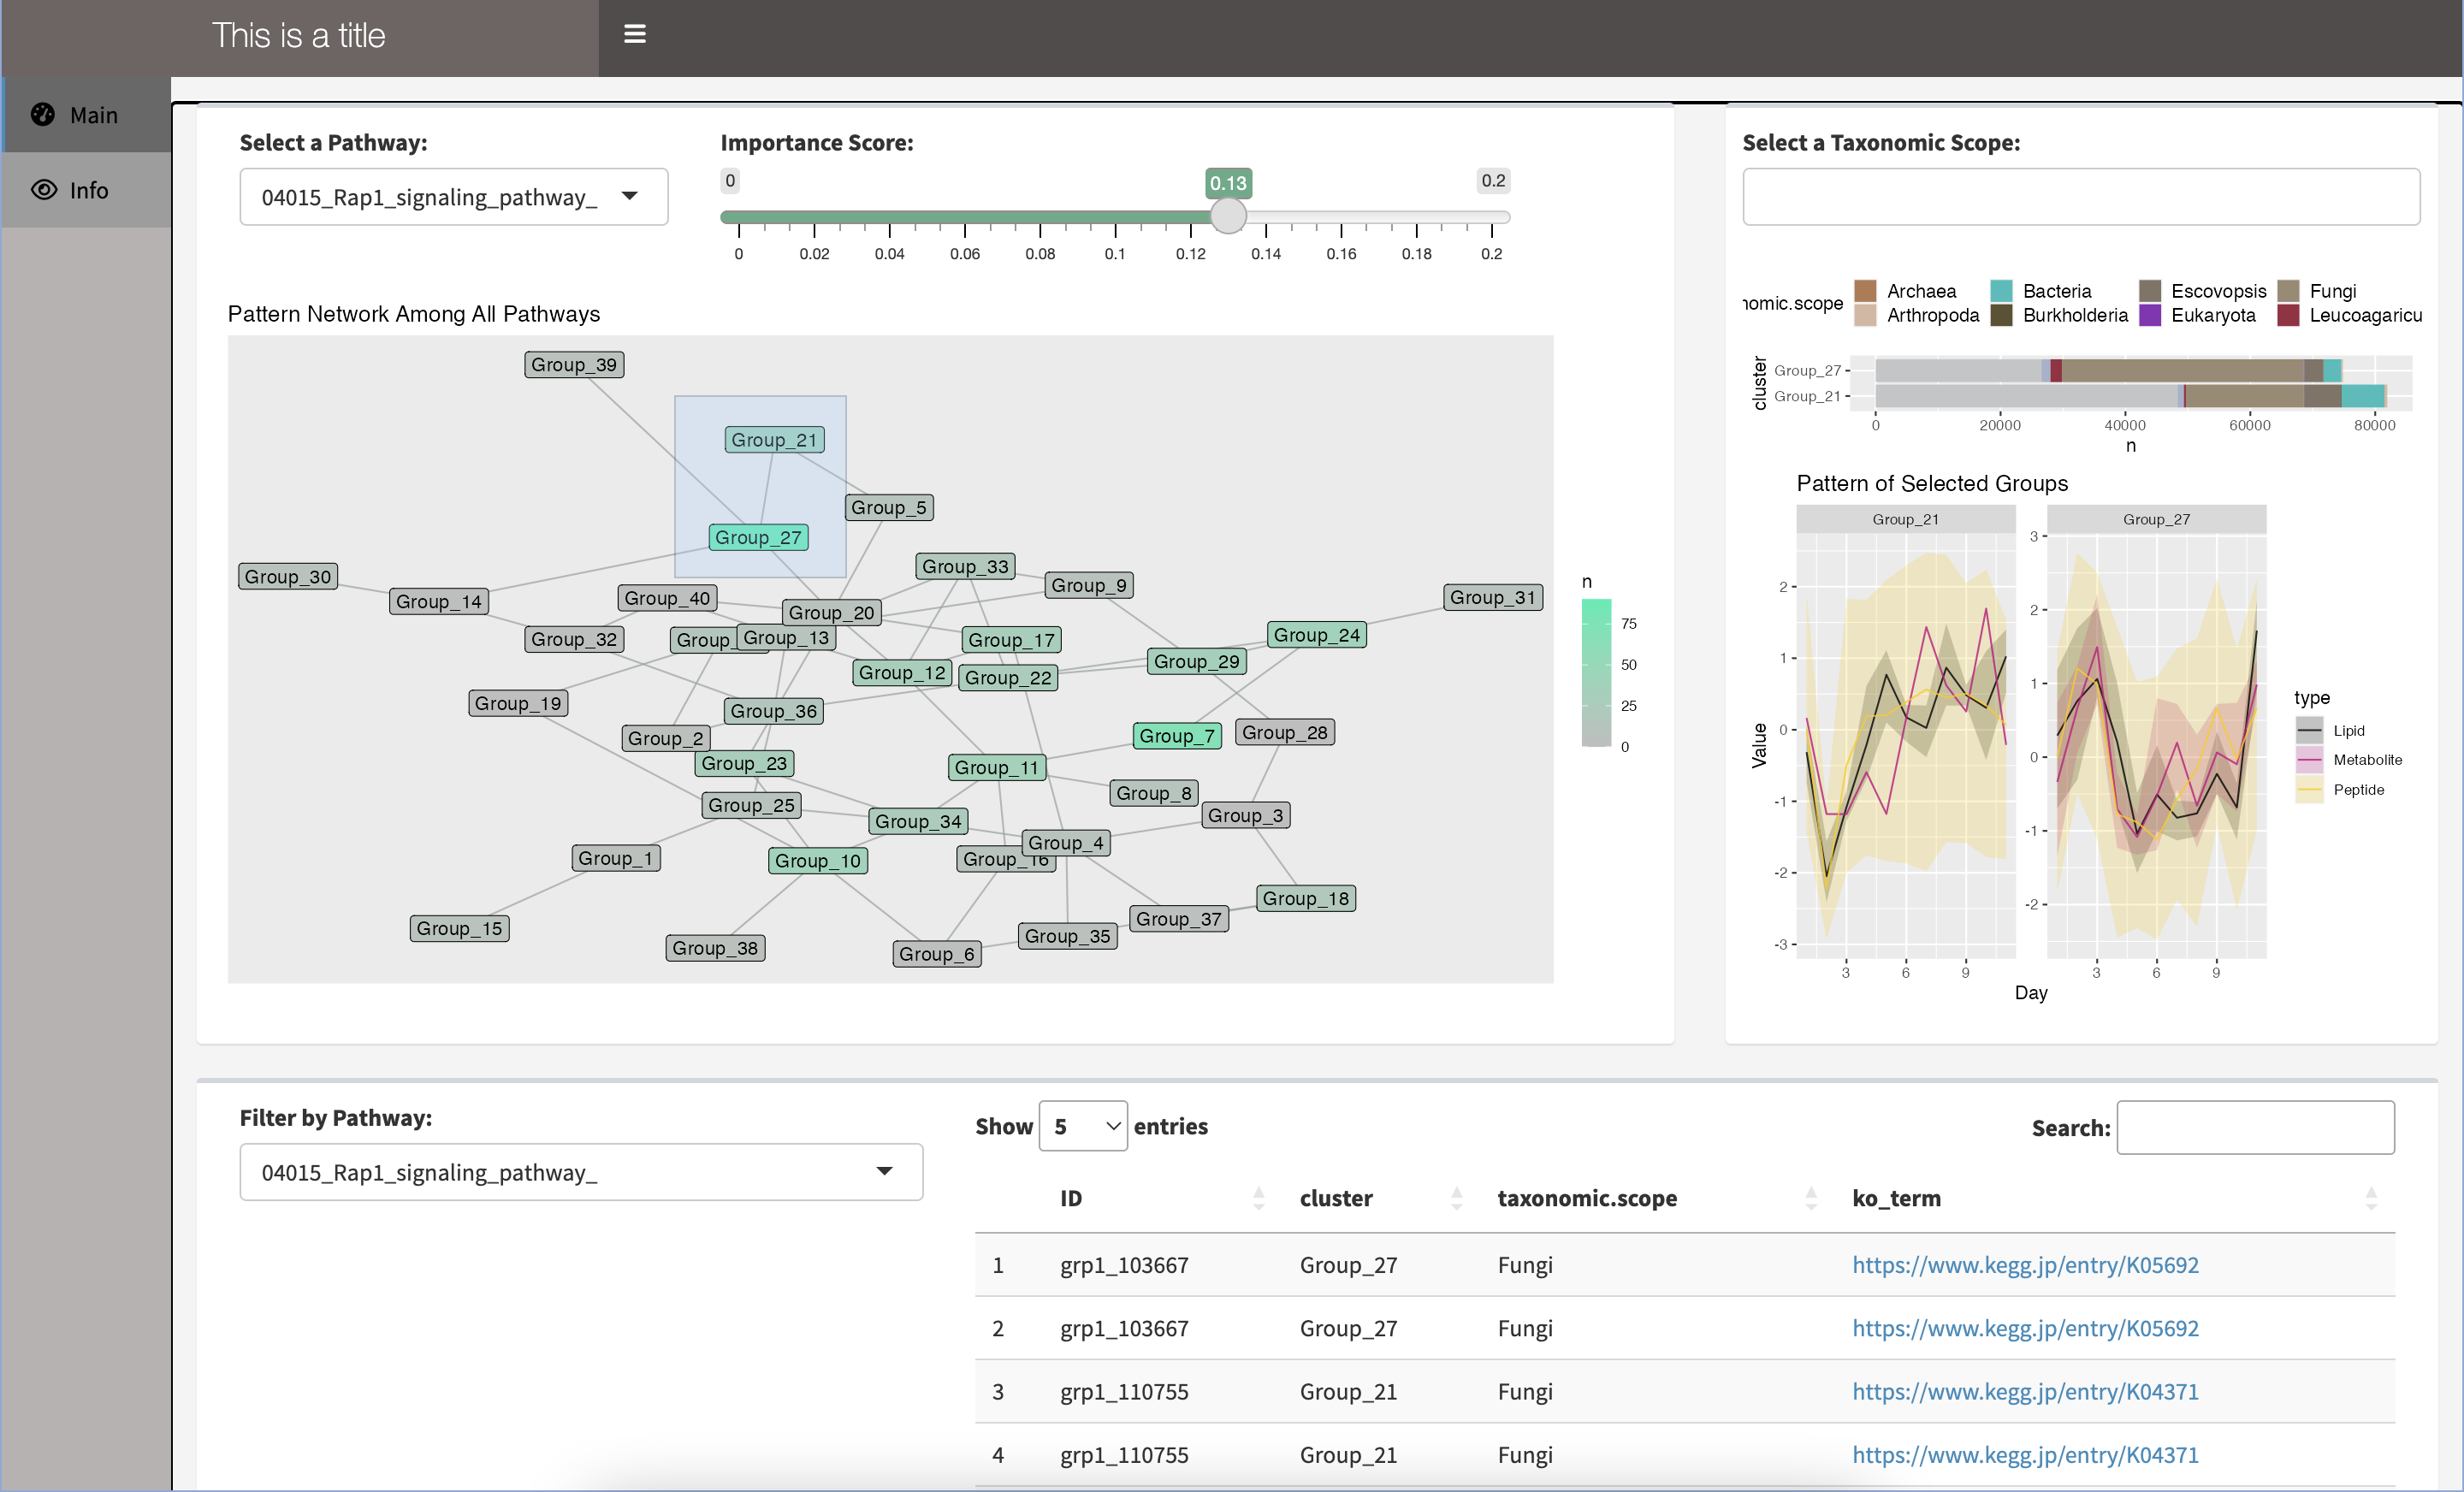 This is a title
Main
Info
Select a Pathway:
04015_Rap1_signaling_pathway_
Importance Score:
0
0.13
0.2
0 0.02 0.04 0.06 0.08 0.1 0.12 0.14 0.16 0.18 0.2
Pattern Network Among All Pathways
Group_39
Group_21
Group_5
Group_27
Group_33
Group_30
Group_9
Group_14
Group_40
Group_31
Group_20
Group_32
Group_
Group_13
Group_17
Group_24
Group_29
Group_12
Group_22
Group_19
Group_36
Group_2
Group_7
Group_28
Group_23
Group_11
Group_8
Group_25
Group_3
Group_34
Group_4
Group_1
Group_10
Group_16
Group_18
Group_37
Group_15
Group_35
Group_38
Group_6
n
75
50
25
0
Select a Taxonomic Scope:
nomic.scope
Archaea Bacteria Escovopsis Fungi
Arthropoda Burkholderia Eukaryota Leucoagaricu
cluster
Group_27
Group_21
0 20000 40000 60000 80000
n
Pattern of Selected Groups
Group_21
Group_27
Value
2
1
0
-1
-2
-3
3
2
1
0
-1
-2
3 6 9
3 6 9
Day
type
Lipid
Metabolite
Peptide
Filter by Pathway:
04015_Rap1_signaling_pathway_
Show 5 entries
Search:
ID cluster taxonomic.scope ko_term
1 grp1_103667 Group_27 Fungi https://www.kegg.jp/entry/K05692
2 grp1_103667 Group_27 Fungi https://www.kegg.jp/entry/K05692
3 grp1_110755 Group_21 Fungi https://www.kegg.jp/entry/K04371
4 grp1_110755 Group_21 Fungi https://www.kegg.jp/entry/K04371